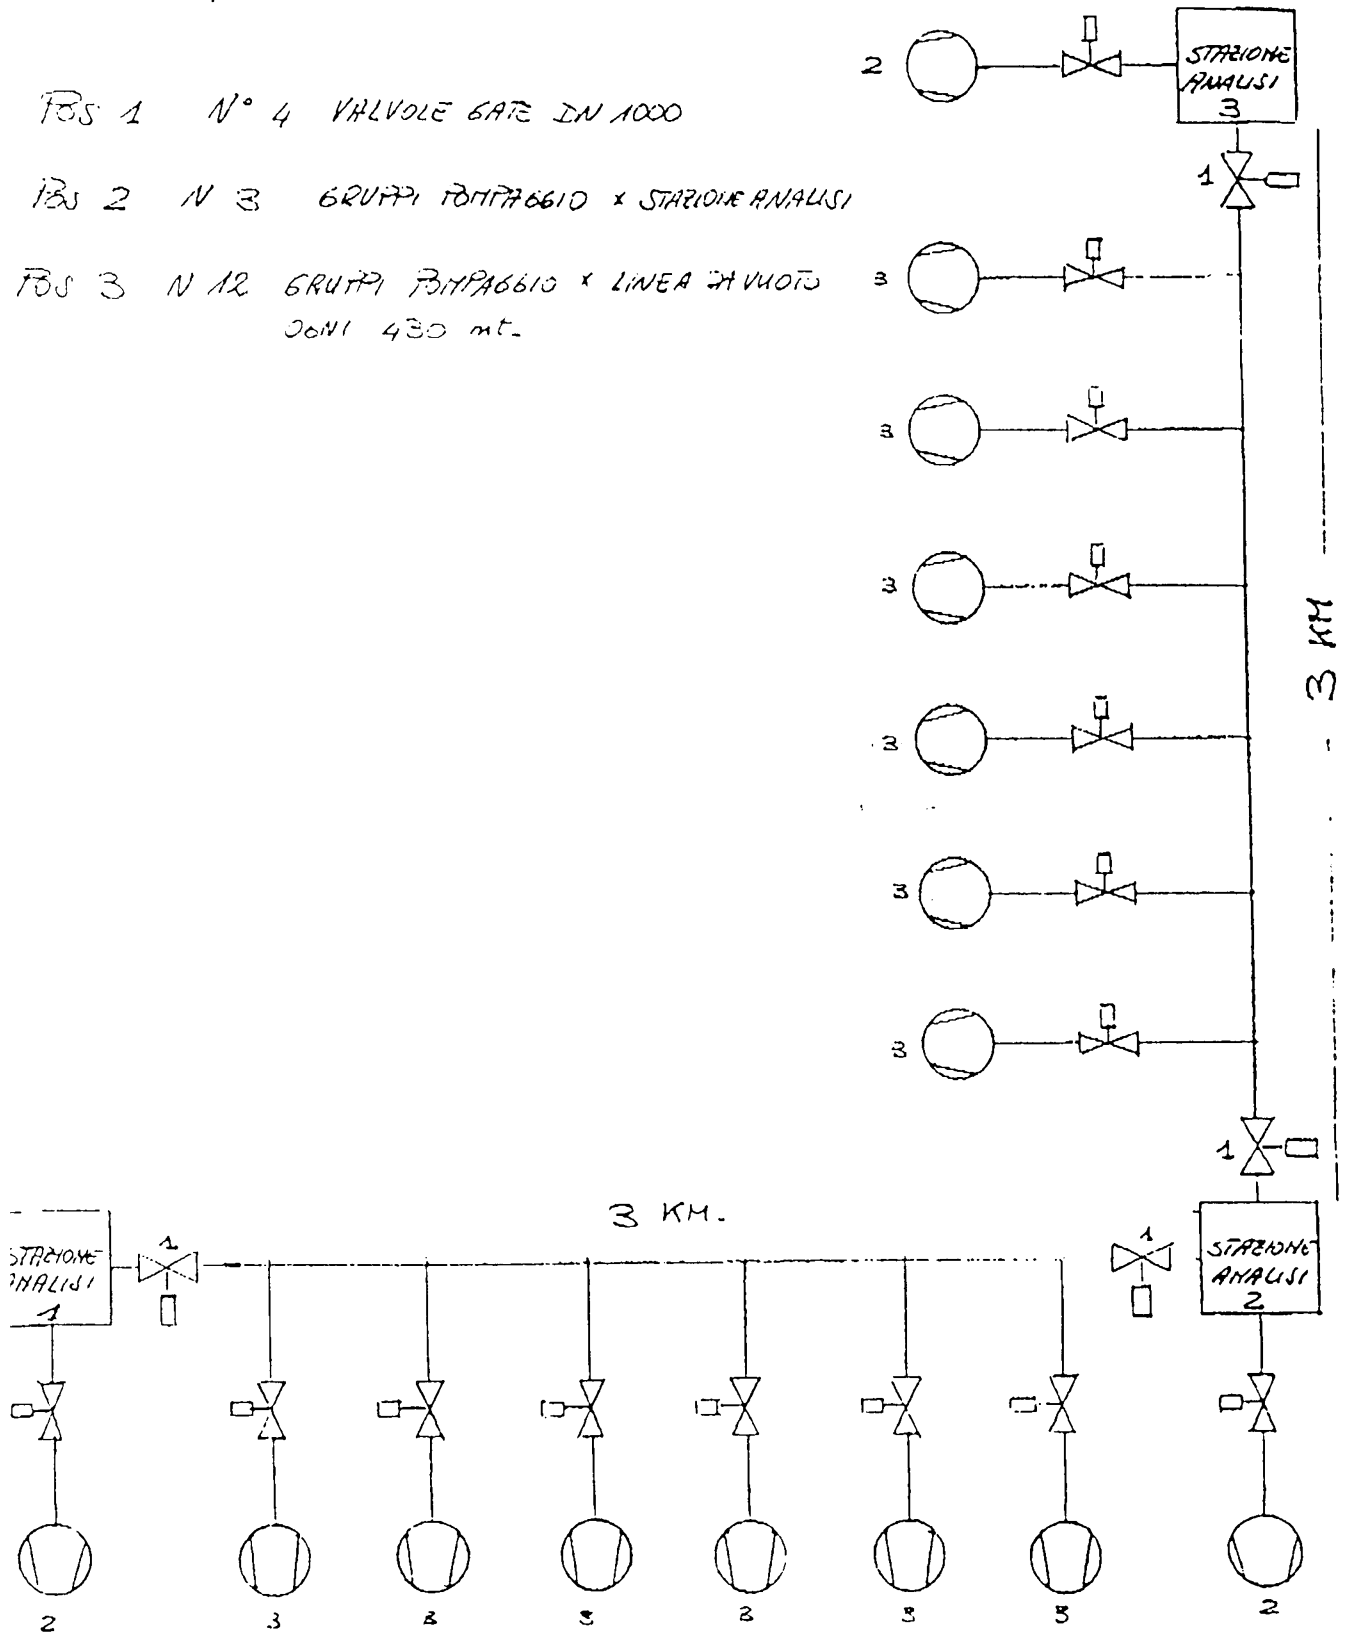 POS 1 N° 4 VALVOLE GATE DN 1000
POS 2 N 3 GRUPPI POMPAGGIO x STAZIONE ANALISI
POS 3 N 12 GRUPPI POMPAGGIO x LINEA DA VUOTO
OGNI 430 mt.
2
STAZIONE
ANALISI
3
1
3
3
3
3
3
3
3 KM
1
3 KM.
STAZIONE
ANALISI
1
1
1
STAZIONE
ANALISI
2
2
3
3
3
3
3
3
2